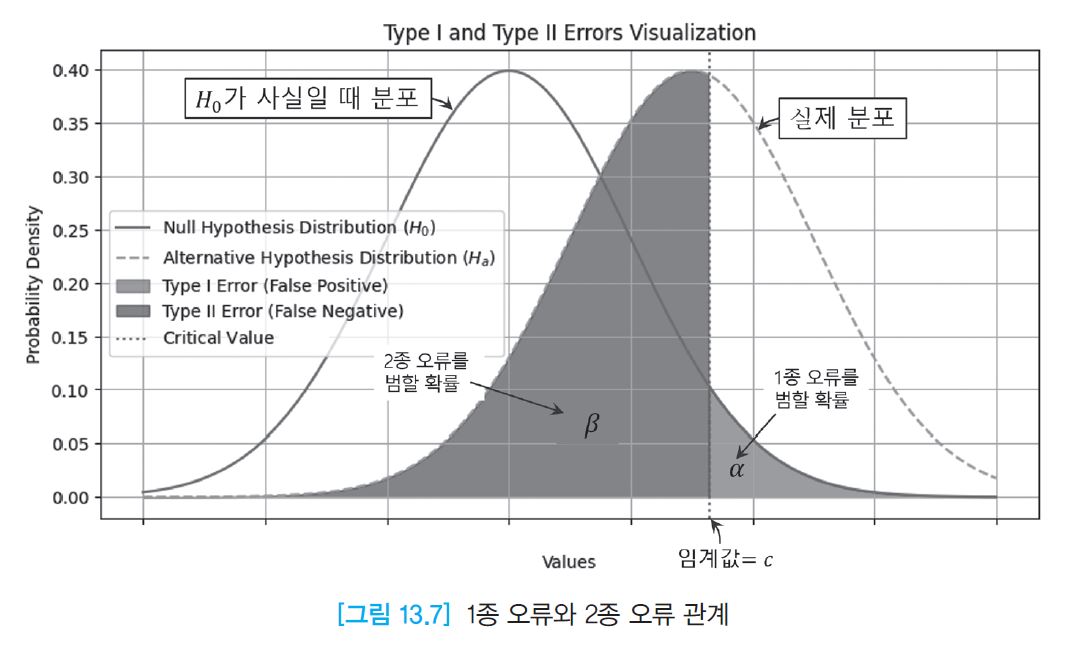 Type I and Type II Errors Visualization
0.40
0.35
0.30
0.25
0.20
0.15
0.10
0.05
0.00
Probability Density
H₀가 사실일 때 분포
실제 분포
Null Hypothesis Distribution (H₀)
Alternative Hypothesis Distribution (Hₐ)
Type I Error (False Positive)
Type II Error (False Negative)
Critical Value
2종 오류를
범할 확률
β
1종 오류를
범할 확률
α
Values
임계값= c
[그림 13.7] 1종 오류와 2종 오류 관계